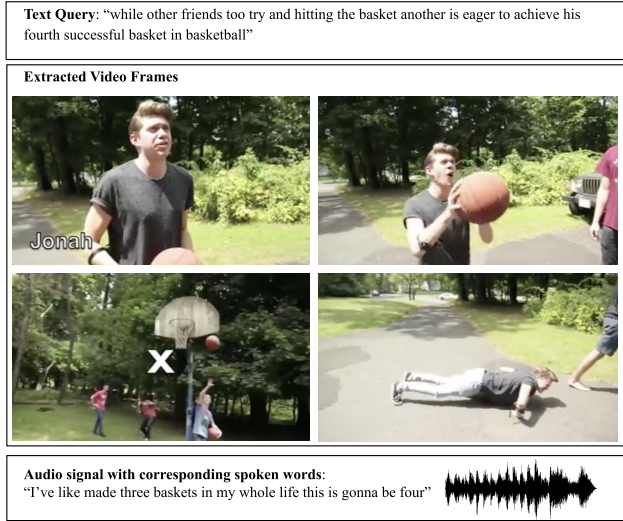 Text Query: “while other friends too try and hitting the basket another is eager to achieve his
fourth successful basket in basketball”
Extracted Video Frames
Jonah
X
Audio signal with corresponding spoken words:
“I’ve like made three baskets in my whole life this is gonna be four”